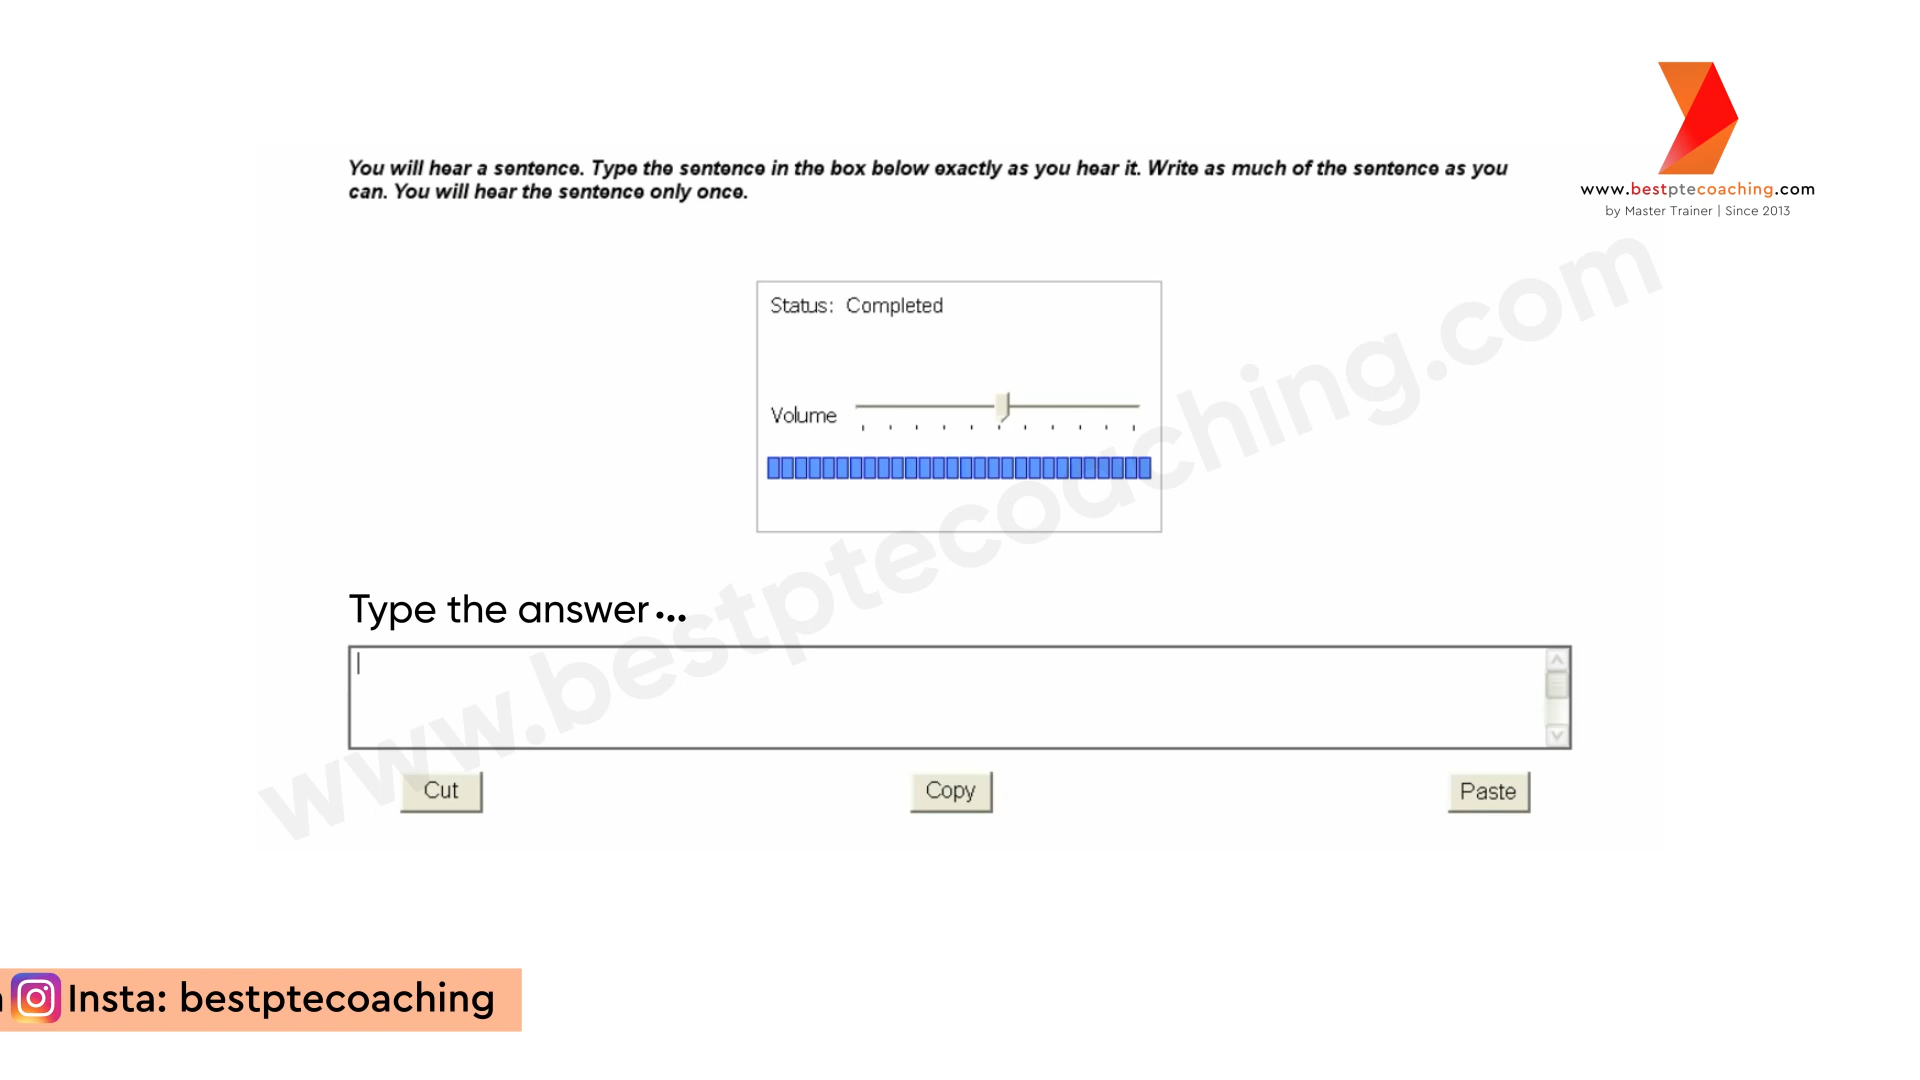 You will hear a sentence. Type the sentence in the box below exactly as you hear it. Write as much of the sentence as you
can. You will hear the sentence only once.
www.bestptecoaching.com
by Master Trainer | Since 2013
Status: Completed
Volume
www.bestptecoaching.com
Type the answer...
Cut
Copy
Paste
Insta: bestptecoaching